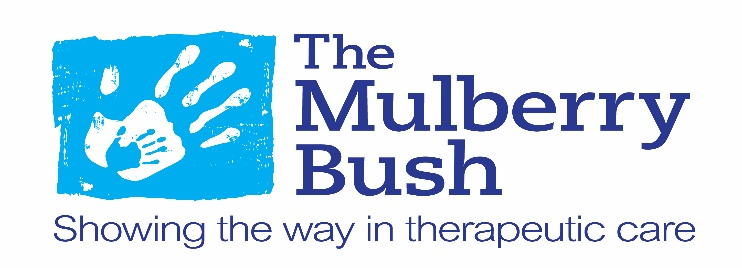 The
Mulberry
Bush
Showing the way in therapeutic care